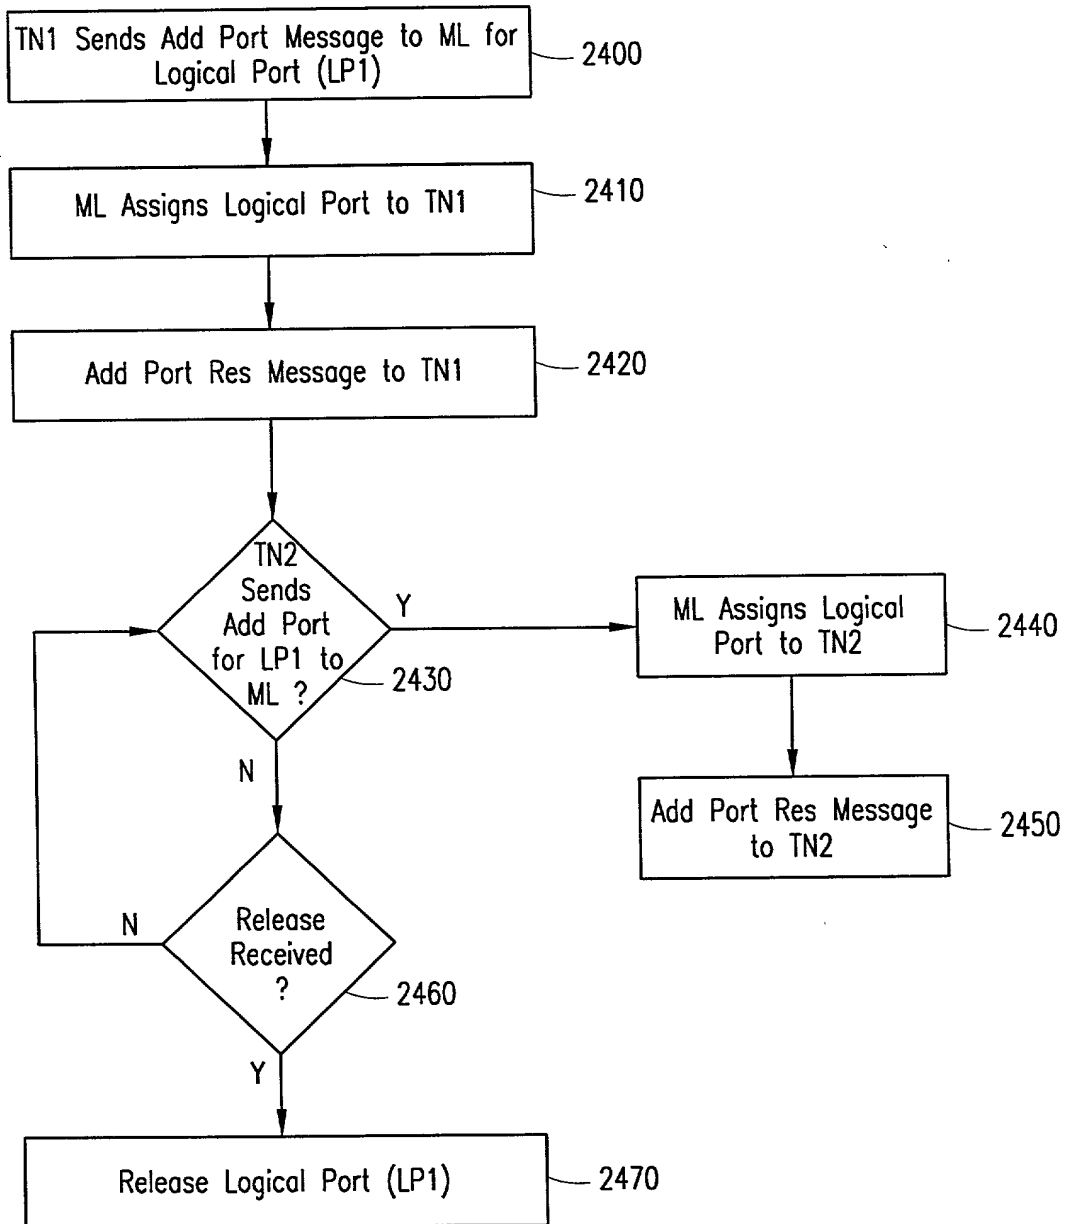 TN1 Sends Add Port Message to ML for
Logical Port (LP1)
2400
ML Assigns Logical Port to TN1
2410
Add Port Res Message to TN1
2420
TN2
Sends
Add Port
for LP1 to
ML ?
2430
Y
ML Assigns Logical
Port to TN2
2440
N
Add Port Res Message
to TN2
2450
N
Release
Received
?
2460
Y
Release Logical Port (LP1)
2470